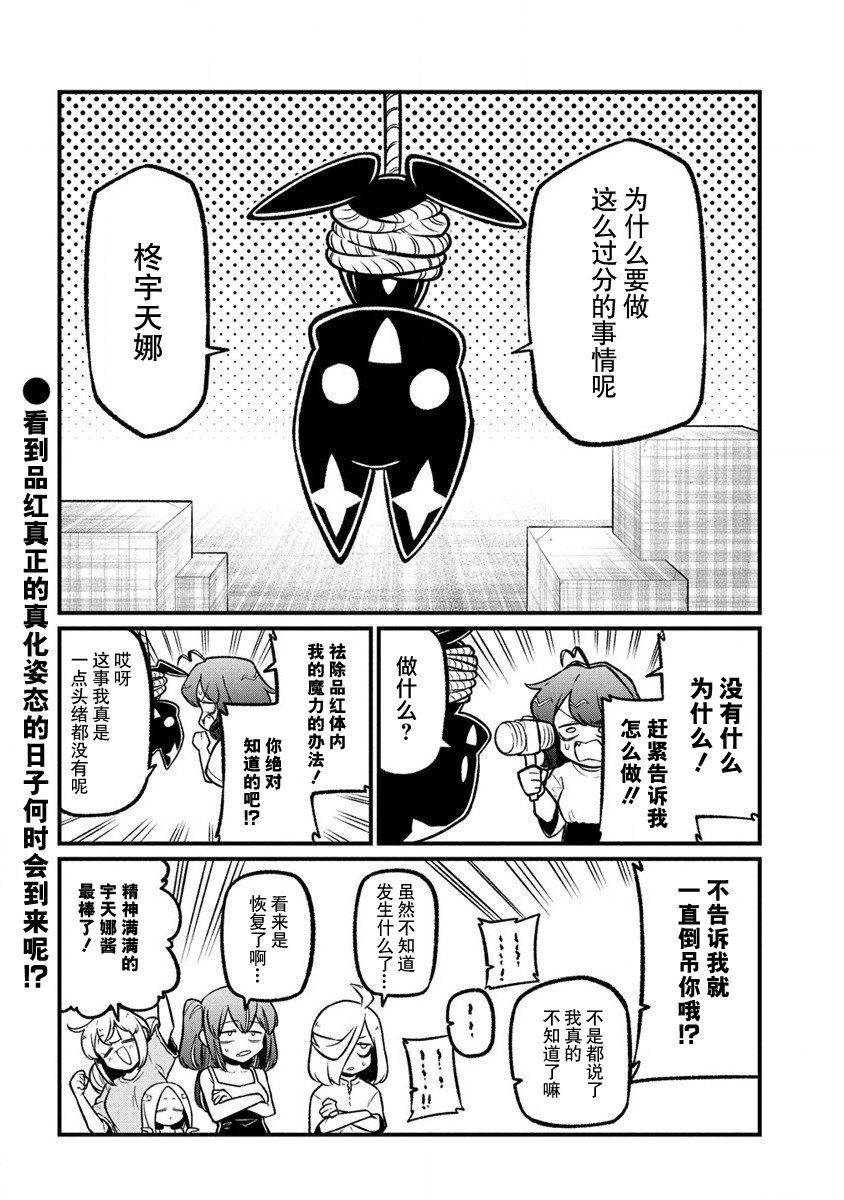 为什么要做
这么过分的事情呢
柊宇天娜
没有什么
为什么！
赶紧告诉我
怎么做!!
做什么？
祛除品红体内
我的魔力的办法！
你绝对
知道的吧!?
哎呀
这事我真是
一点头绪都没有呢
不告诉我就
一直倒吊你哦!?
不是都说了
我真的
不知道了嘛
虽然不知道
发生什么了…
看来是
恢复了啊…
精神满满的
宇天娜酱
最棒了！
●看到品红真正的真化姿态的日子何时会到来呢!?